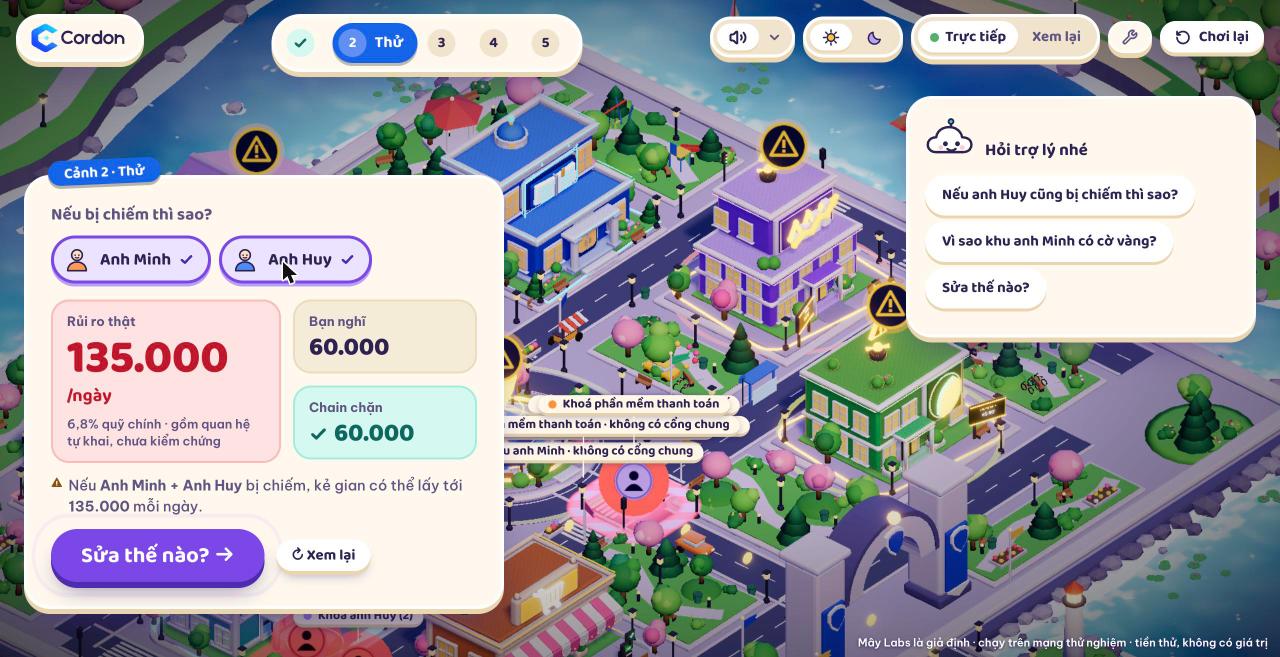 Cordon
2 Thử 3 4 5
Trực tiếp Xem lại
Chơi lại
Cảnh 2 · Thử
Nếu bị chiếm thì sao?
Anh Minh
Anh Huy
Rủi ro thật
135.000
/ngày
6,8% quỹ chính · gồm quan hệ
tự khai, chưa kiểm chứng
Bạn nghĩ
60.000
Chain chặn
60.000
Nếu Anh Minh + Anh Huy bị chiếm, kẻ gian có thể lấy tới
135.000 mỗi ngày.
Sửa thế nào? →
Xem lại
Hỏi trợ lý nhé
Nếu anh Huy cũng bị chiếm thì sao?
Vì sao khu anh Minh có cờ vàng?
Sửa thế nào?
Khoá phần mềm thanh toán
mềm thanh toán · không có cổng chung
anh Minh · không có cổng chung
Khoá anh Huy (2)
Mây Labs là giả định · chạy trên mạng thử nghiệm · tiền thử, không có giá trị